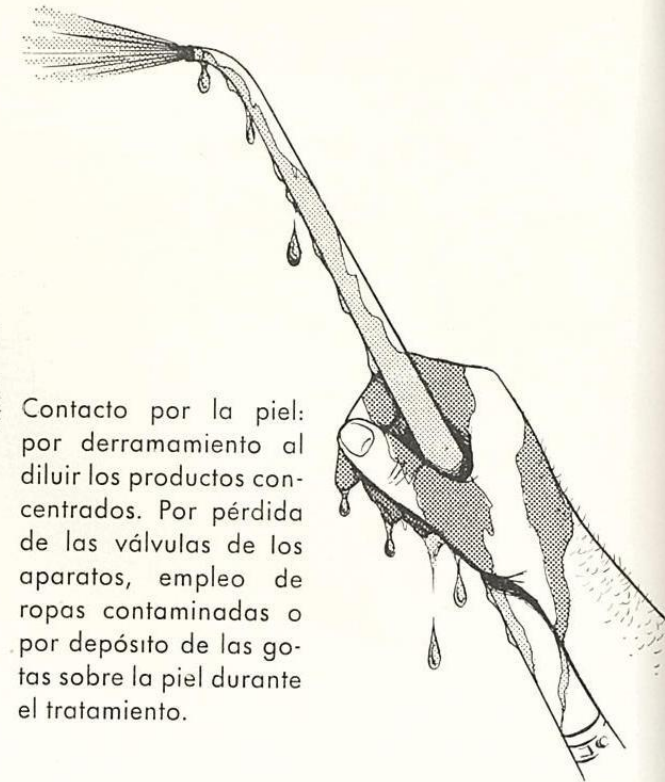 Contacto por la piel:
por derramamiento al
diluir los productos con-
centrados. Por pérdida
de las válvulas de los
aparatos, empleo de
ropas contaminadas o
por depósito de las go-
tas sobre la piel durante
el tratamiento.